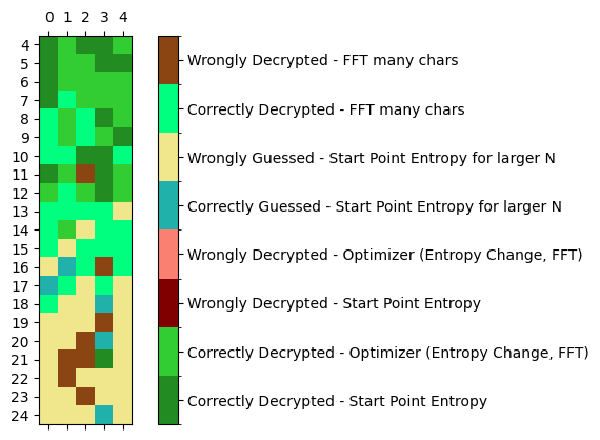 0 1 2 3 4
4
5
6
7
8
9
10
11
12
13
14
15
16
17
18
19
20
21
22
23
24
Wrongly Decrypted - FFT many chars
Correctly Decrypted - FFT many chars
Wrongly Guessed - Start Point Entropy for larger N
Correctly Guessed - Start Point Entropy for larger N
Wrongly Decrypted - Optimizer (Entropy Change, FFT)
Wrongly Decrypted - Start Point Entropy
Correctly Decrypted - Optimizer (Entropy Change, FFT)
Correctly Decrypted - Start Point Entropy